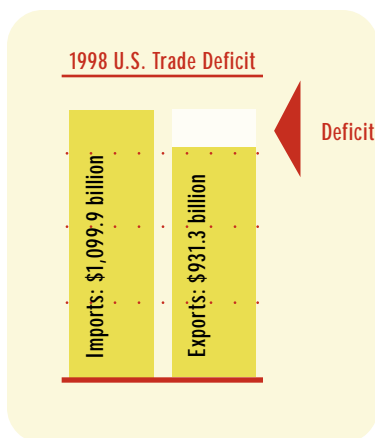 1998 U.S. Trade Deficit
Deficit
Imports: $1,099.9 billion
Exports: $931.3 billion